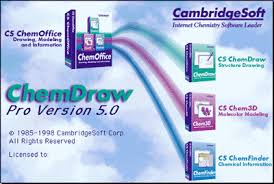 CambridgeSoft
Internet Chemistry Software Leader
CS ChemOffice
Drawing, Modeling
and Information
CS ChemDraw
Structure Drawing
ChemDraw
Pro Version 5.0
CS Chem3D
Molecular Modeling
© 1985-1998 CambridgeSoft Corp.
All Rights Reserved
Licensed to:
CS ChemFinder
Chemical Information